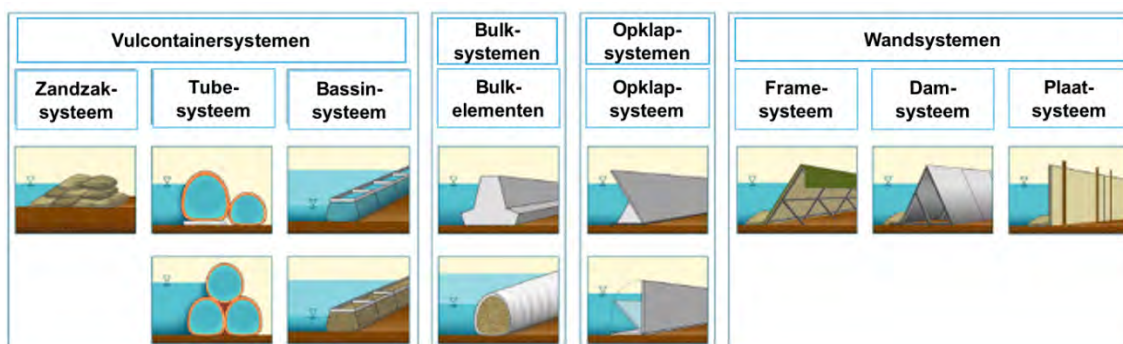 Vulcontainersystemen
Bulk-
systemen
Opklap-
systemen
Wandsystemen
Zandzak-
systeem
Tube-
systeem
Bassin-
systeem
Bulk-
elementen
Opklap-
systeem
Frame-
systeem
Dam-
systeem
Plaat-
systeem